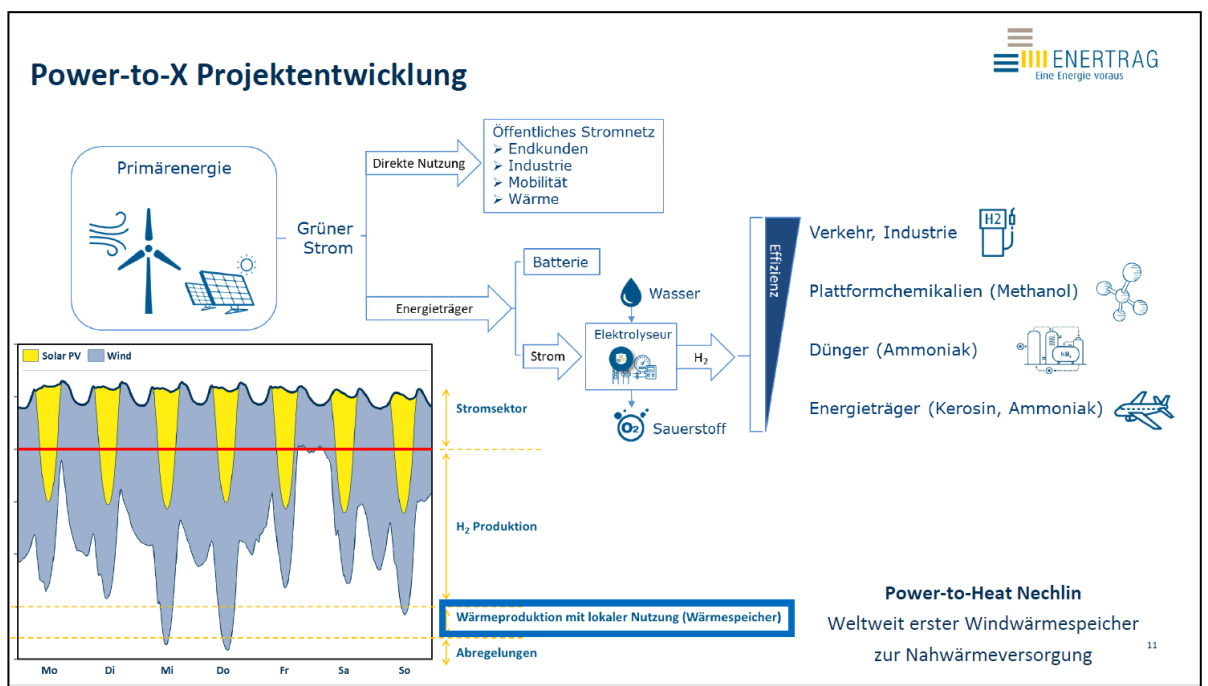 Power-to-X Projektentwicklung
ENERTRAG
Eine Energie voraus
Primärenergie
Grüner
Strom
Direkte Nutzung
Öffentliches Stromnetz
➢ Endkunden
➢ Industrie
➢ Mobilität
➢ Wärme
Energieträger
Batterie
Strom
Wasser
Elektrolyseur
O₂
Sauerstoff
H₂
Effizienz
Verkehr, Industrie
H2
Plattformchemikalien (Methanol)
Dünger (Ammoniak)
NH₃
Energieträger (Kerosin, Ammoniak)
Solar PV Wind
Mo Di Mi Do Fr Sa So
Stromsektor
H₂ Produktion
Wärmeproduktion mit lokaler Nutzung (Wärmespeicher)
Abregelungen
Power-to-Heat Nechlin
Weltweit erster Windwärmespeicher
zur Nahwärmeversorgung
11